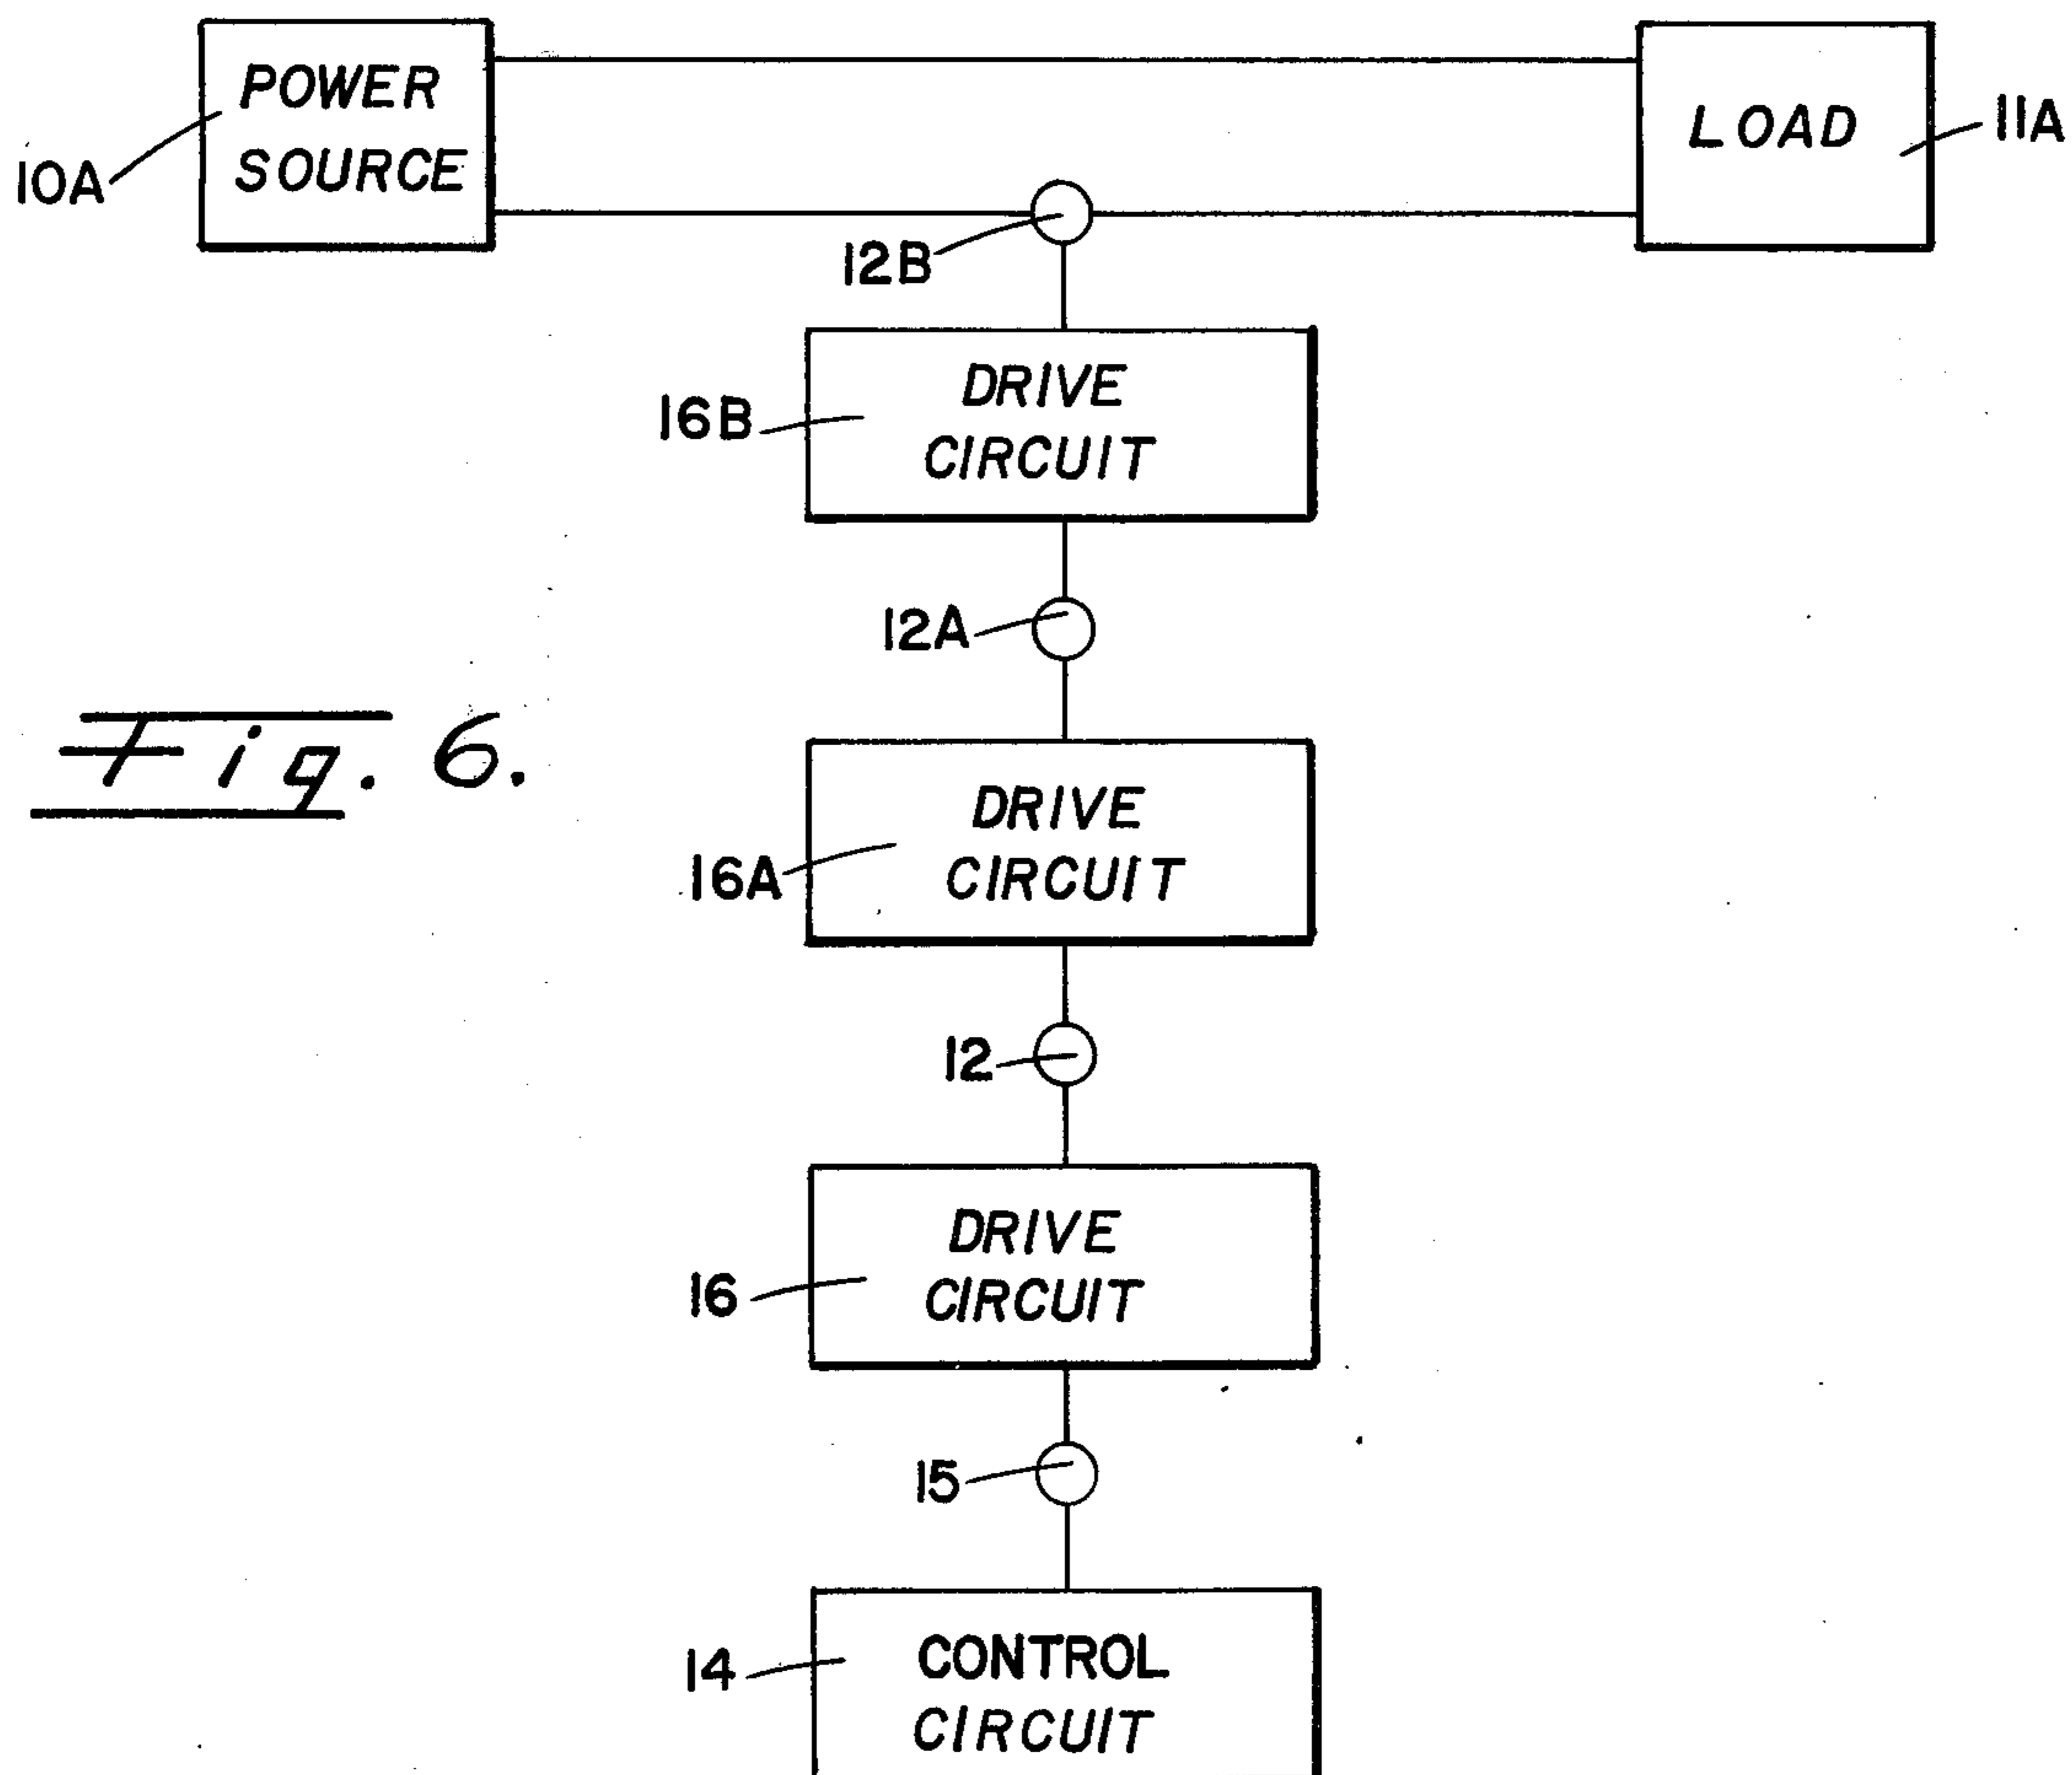 POWER
SOURCE
10A
LOAD
11A
12B
DRIVE
CIRCUIT
16B
12A
Fig. 6.
DRIVE
CIRCUIT
16A
12
DRIVE
CIRCUIT
16
15
CONTROL
CIRCUIT
14